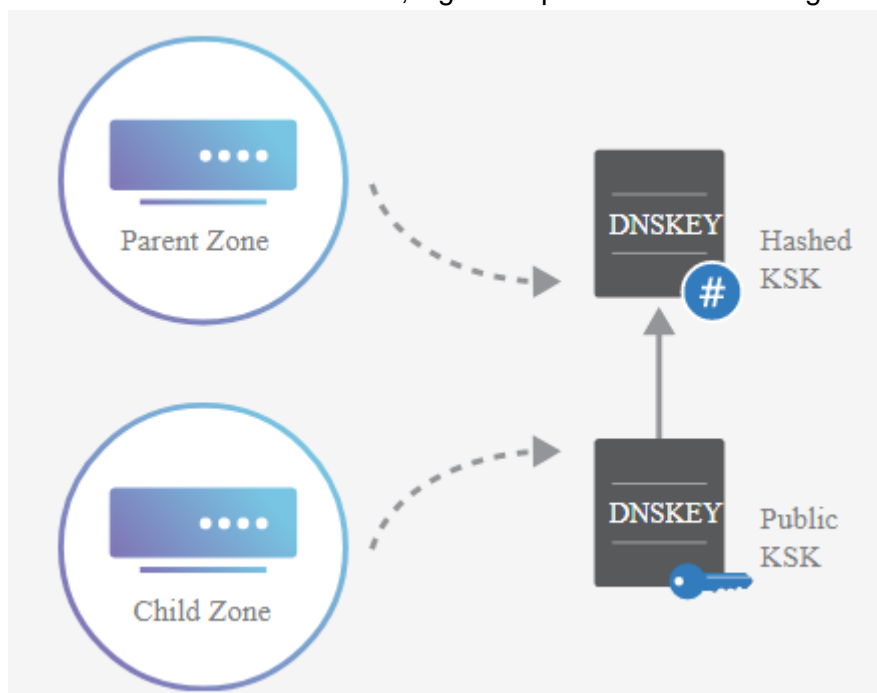 Parent Zone
DNSKEY
#
Hashed
KSK
Child Zone
DNSKEY
Public
KSK